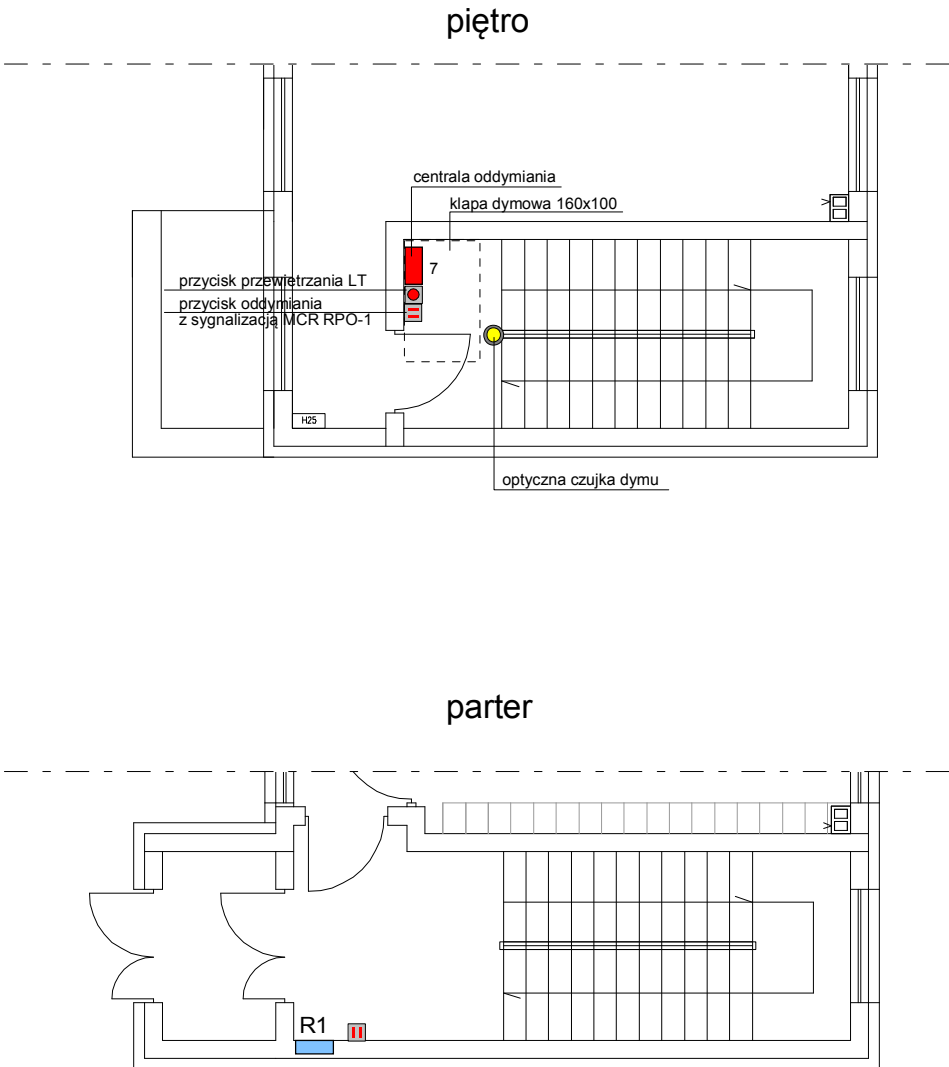 piętro
centrala oddymiania
klapa dymowa 160x100
7
przycisk przewietrzania LT
przycisk oddymiania
z sygnalizacją MCR RPO-1
H25
optyczna czujka dymu
parter
R1